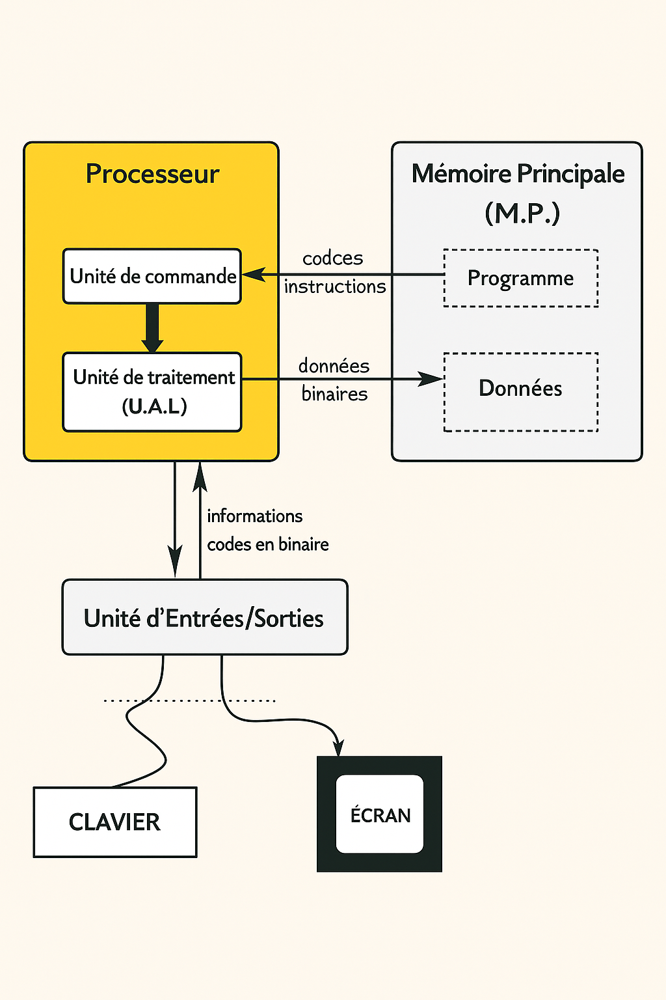 Processeur
Unité de commande
Unité de traitement
(U.A.L)
codces
instructions
données
binaires
Mémoire Principale
(M.P.)
Programme
Données
informations
codes en binaire
Unité d'Entrées/Sorties
CLAVIER
ÉCRAN